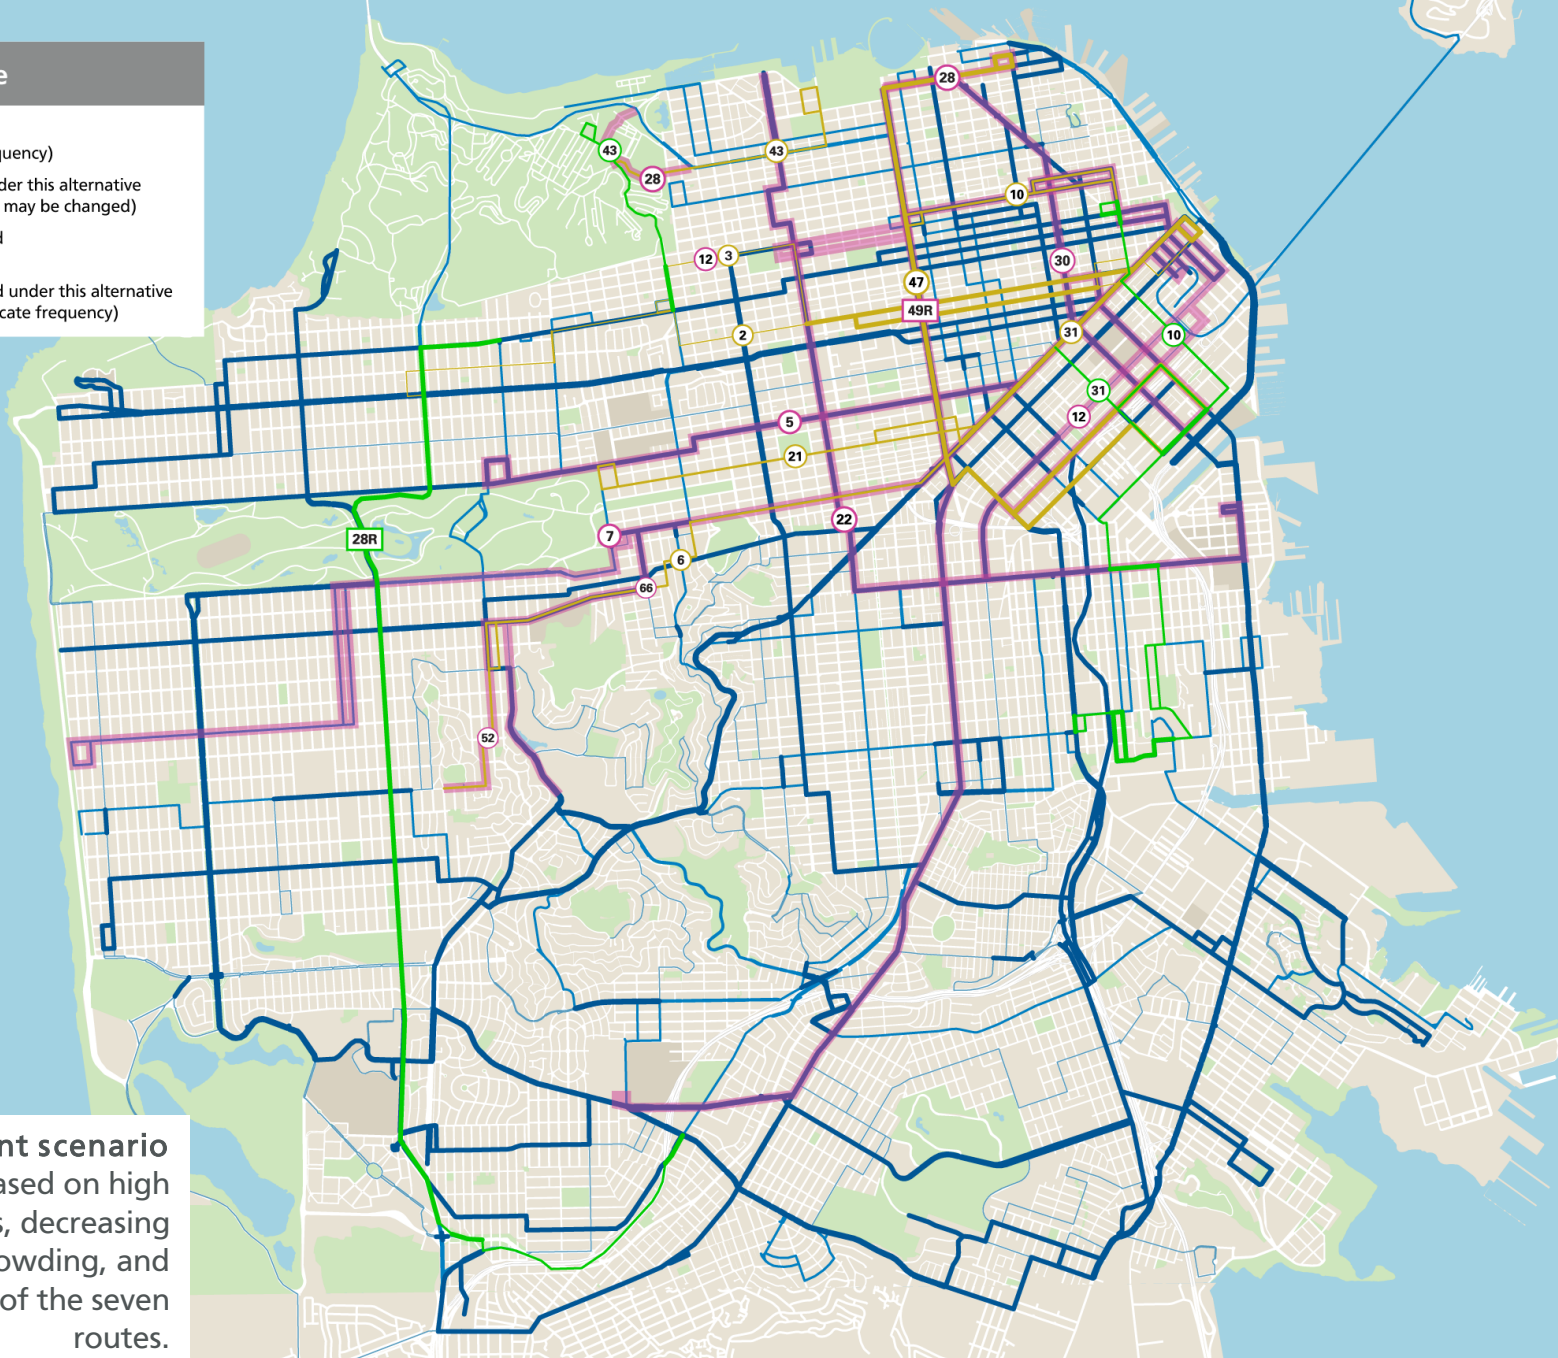 e
quency)
der this alternative
may be changed)
d
d under this alternative
cate frequency)
28
43
43
28
10
12
3
30
47
49R
2
31
10
31
5
12
21
22
7
28R
6
66
52
nt scenario
ased on high
s, decreasing
owding, and
of the seven
routes.